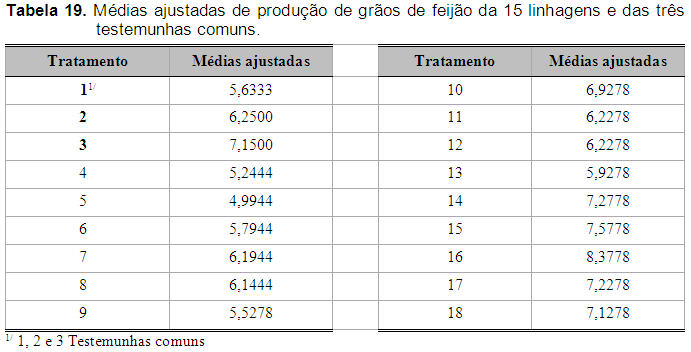 Tabela 19. Médias ajustadas de produção de grãos de feijão da 15 linhagens e das três
testemunhas comuns.
Tratamento Médias ajustadas Tratamento Médias ajustadas
1 1/ 5,6333 10 6,9278
2 6,2500 11 6,2278
3 7,1500 12 6,2278
4 5,2444 13 5,9278
5 4,9944 14 7,2778
6 5,7944 15 7,5778
7 6,1944 16 8,3778
8 6,1444 17 7,2278
9 5,5278 18 7,1278
1/ 1, 2 e 3 Testemunhas comuns